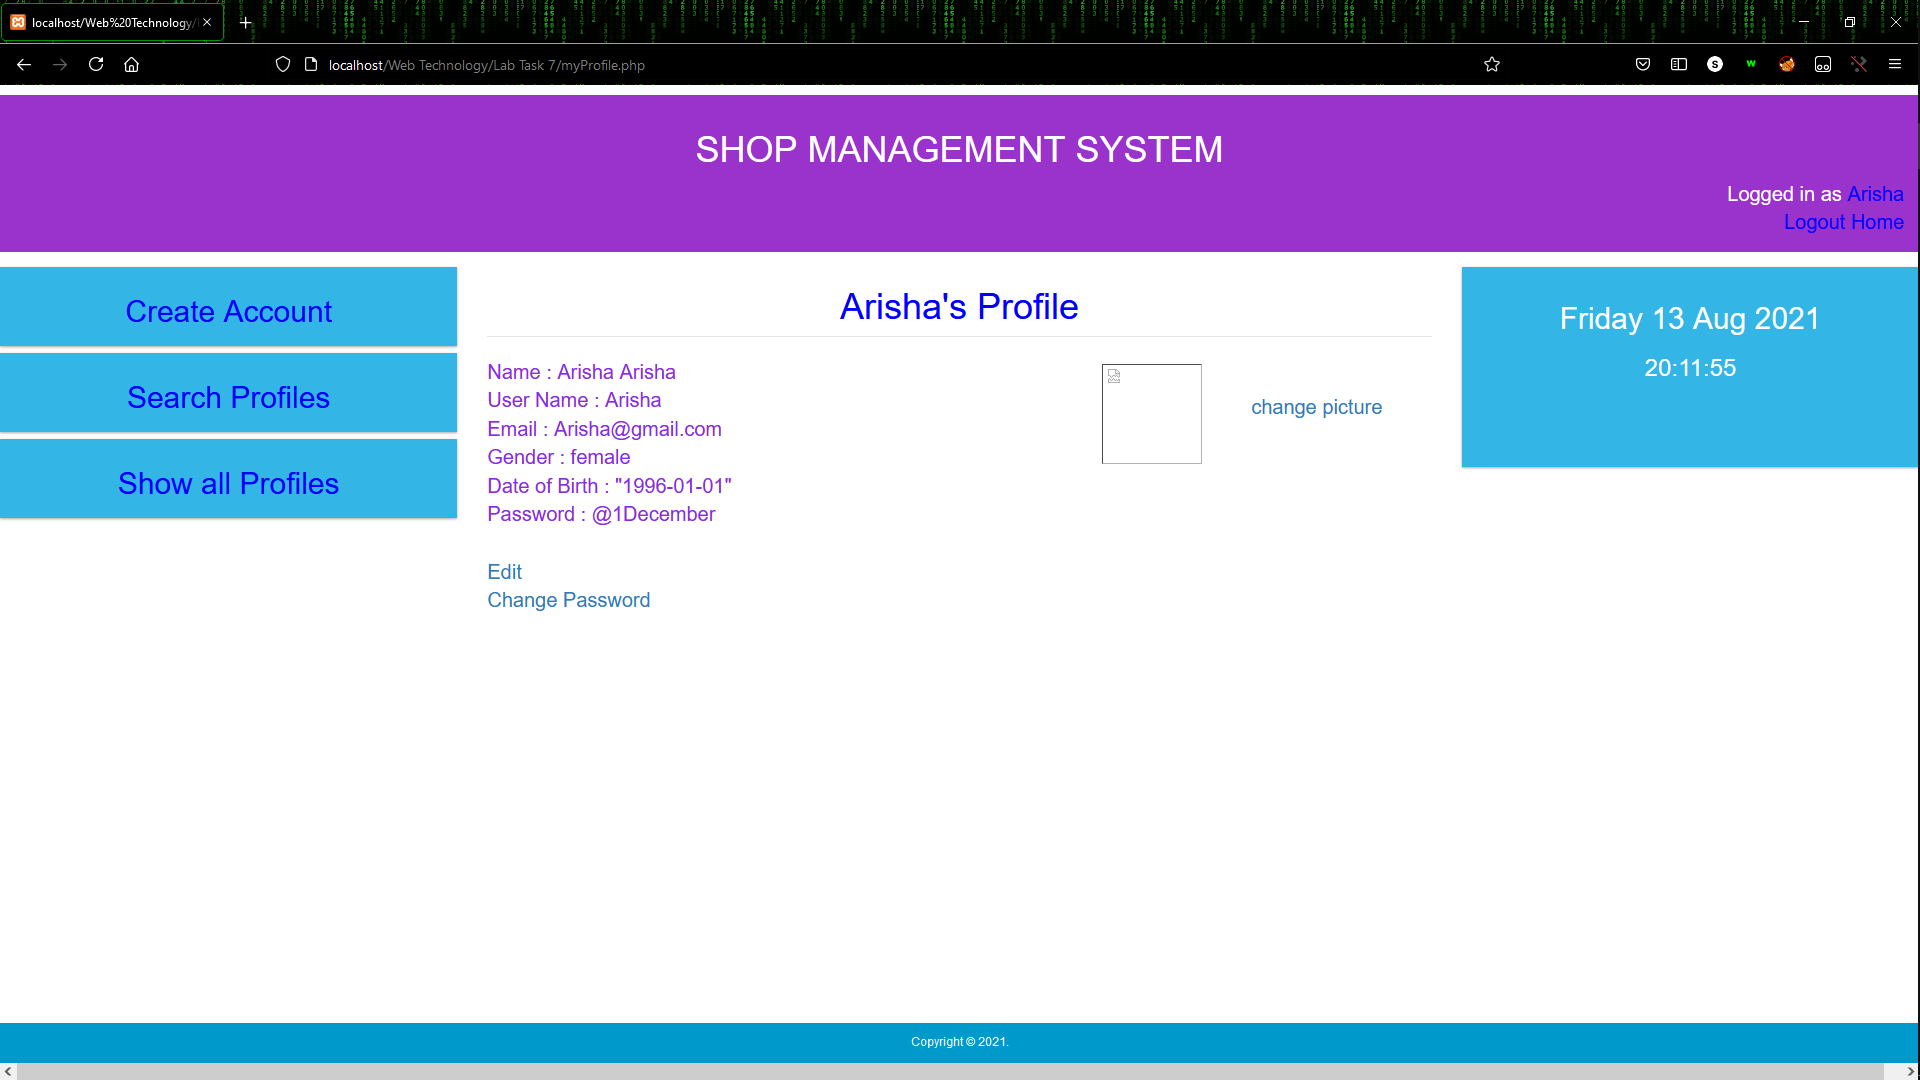 localhost/Web%20Technology/
localhost/Web Technology/Lab Task 7/myProfile.php
SHOP MANAGEMENT SYSTEM
Logged in as Arisha
Logout Home
Create Account
Search Profiles
Show all Profiles
Arisha's Profile
Name : Arisha Arisha
User Name : Arisha
Email : Arisha@gmail.com
Gender : female
Date of Birth : "1996-01-01"
Password : @1December
Edit
Change Password
change picture
Friday 13 Aug 2021
20:11:55
Copyright © 2021.